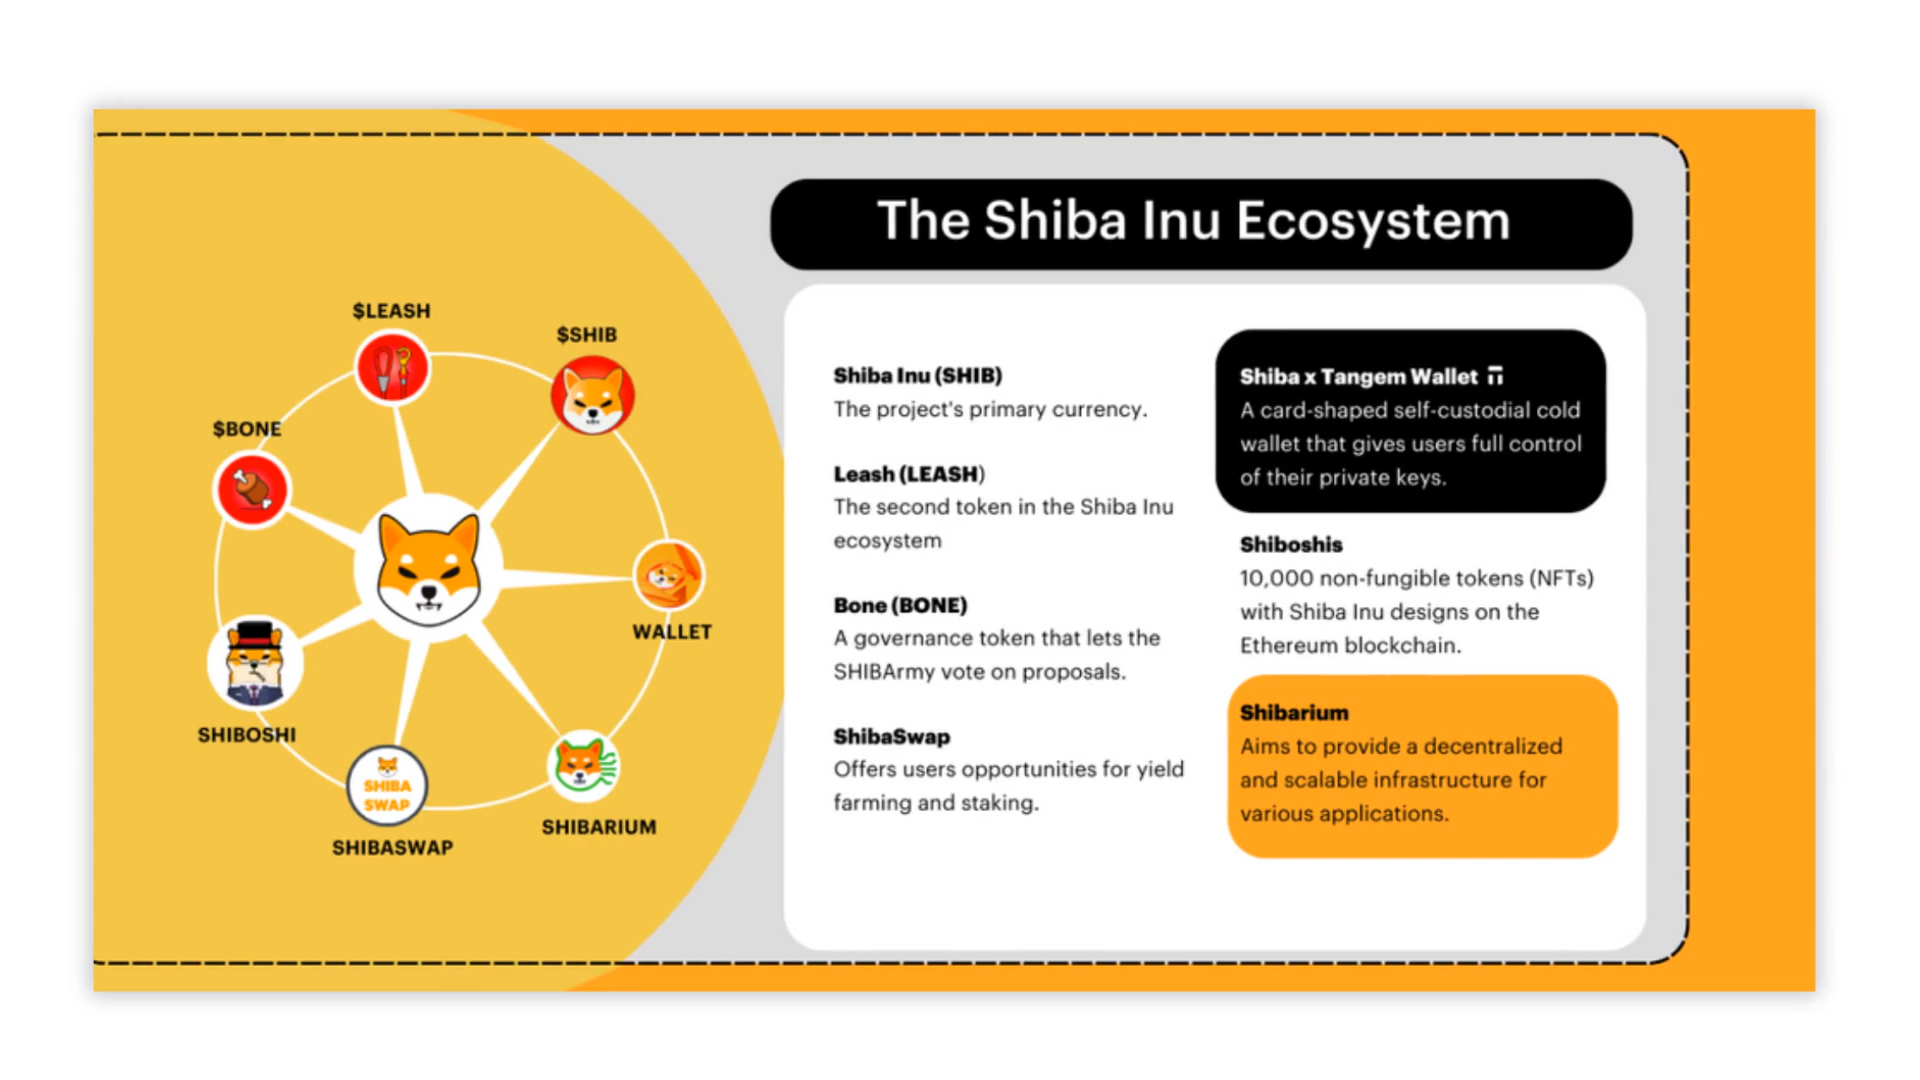 The Shiba Inu Ecosystem
$LEASH
$SHIB
$BONE
WALLET
SHIBOSHI
SHIBA
SWAP
SHIBARIUM
SHIBASWAP
Shiba Inu (SHIB)
The project's primary currency.
Leash (LEASH)
The second token in the Shiba Inu
ecosystem
Bone (BONE)
A governance token that lets the
SHIBArmy vote on proposals.
ShibaSwap
Offers users opportunities for yield
farming and staking.
Shiba x Tangem Wallet
A card-shaped self-custodial cold
wallet that gives users full control
of their private keys.
Shiboshis
10,000 non-fungible tokens (NFTs)
with Shiba Inu designs on the
Ethereum blockchain.
Shibarium
Aims to provide a decentralized
and scalable infrastructure for
various applications.